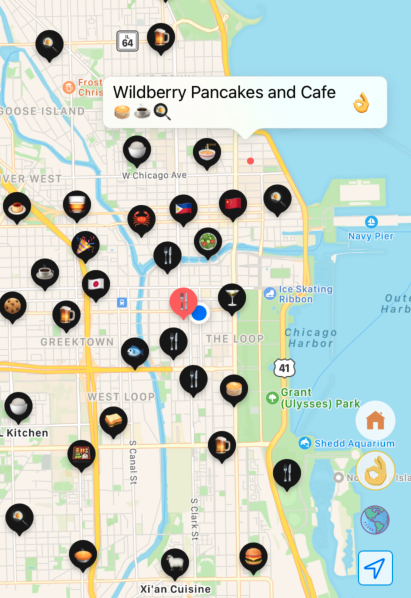 IL
64
Frost
Chris
Wildberry Pancakes and Cafe
GOOSE ISLAND
W Chicago Ave
VER WEST
Navy Pier
Ice Skating
Ribbon
Oute
Harb
Chicago
Harbor
GREEKTOWN
THE LOOP
41
Grant
(Ulysses) Park
WEST LOOP
L Kitchen
Shedd Aquarium
S Canal St
No
Isla
S Clark St
Xi'an Cuisine